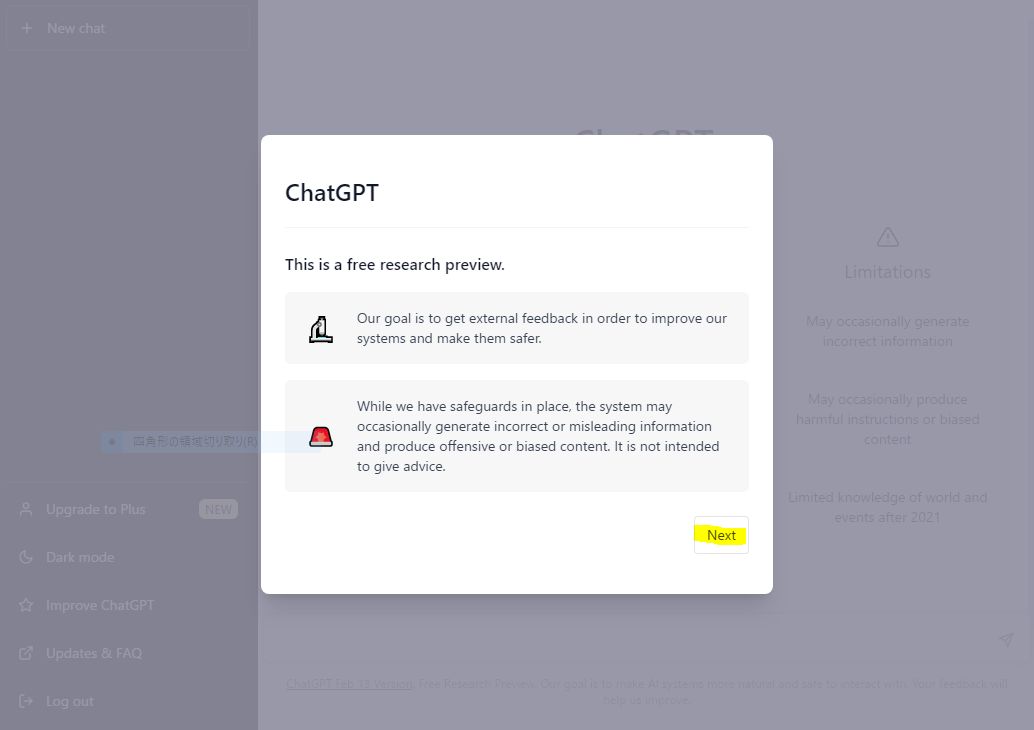 New chat
ChatGPT
ChatGPT
This is a free research preview.
Our goal is to get external feedback in order to improve our
systems and make them safer.
While we have safeguards in place, the system may
occasionally generate incorrect or misleading information
and produce offensive or biased content. It is not intended
to give advice.
Next
Limitations
May occasionally generate
incorrect information
May occasionally produce
harmful instructions or biased
content
Limited knowledge of world and
events after 2021
四角形の領域切り取り(R)
Upgrade to Plus NEW
Dark mode
Improve ChatGPT
Updates & FAQ
Log out
ChatGPT Feb 13 Version. Free Research Preview. Our goal is to make AI systems more natural and safe to interact with. Your feedback will
help us improve.